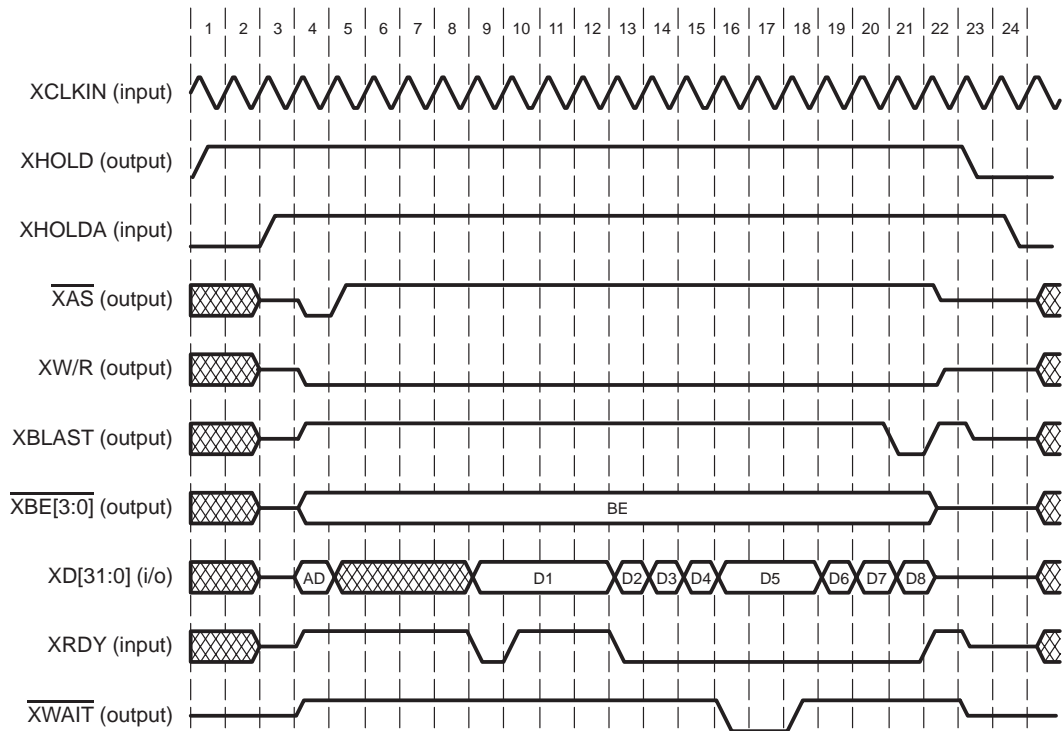 1 2 3 4 5 6 7 8 9 10 11 12 13 14 15 16 17 18 19 20 21 22 23 24
XCLKIN (input)
XHOLD (output)
XHOLDA (input)
XAS (output)
XW/R (output)
XBLAST (output)
XBE[3:0] (output) BE
XD[31:0] (i/o) AD D1 D2 D3 D4 D5 D6 D7 D8
XRDY (input)
XWAIT (output)